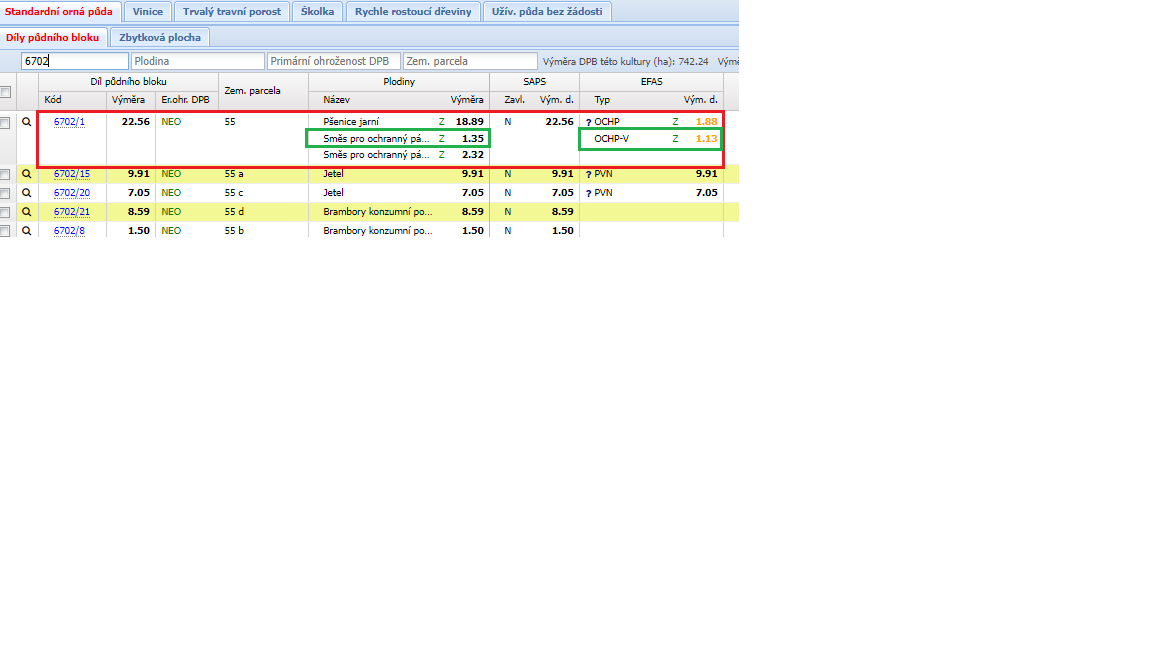 Standardní orná půda Vinice Trvalý travní porost Školka Rychle rostoucí dřeviny Užív. půda bez žádosti
Díly půdního bloku Zbytková plocha
6702 Plodina Primární ohroženost DPB Zem. parcela Výměra DPB této kultury (ha): 742.24 Výmě
Díl půdního bloku Zem. parcela Plodiny SAPS EFAS
Kód Výměra Er.ohr. DPB Název Výměra Zavl. Vým. d. Typ Vým. d.
6702/1 22.56 NEO 55 Pšenice jarní Z 18.89 N 22.56 ? OCHP Z 1.88
Směs pro ochranný pá... Z 1.35 OCHP-V Z 1.13
Směs pro ochranný pá... Z 2.32
6702/15 9.91 NEO 55 a Jetel 9.91 N 9.91 ? PVN 9.91
6702/20 7.05 NEO 55 c Jetel 7.05 N 7.05 ? PVN 7.05
6702/21 8.59 NEO 55 d Brambory konzumní po... 8.59 N 8.59
6702/8 1.50 NEO 55 b Brambory konzumní po... 1.50 N 1.50